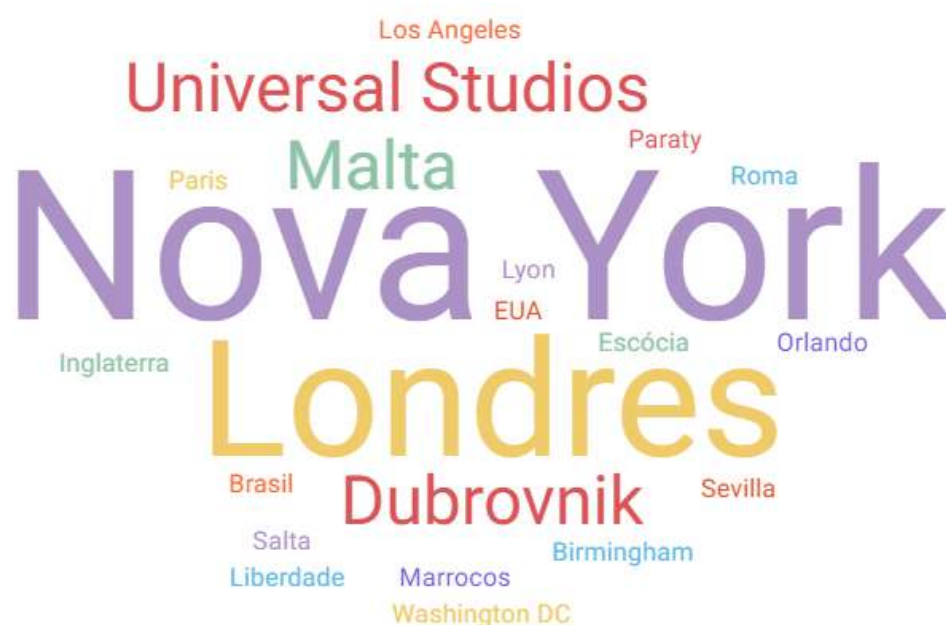 Los Angeles
Universal Studios
Paraty
Malta
Paris
Roma
Nova York
Lyon
EUA
Escócia
Orlando
Inglaterra
Londres
Brasil
Dubrovnik
Sevilla
Salta
Birmingham
Liberdade
Marrocos
Washington DC